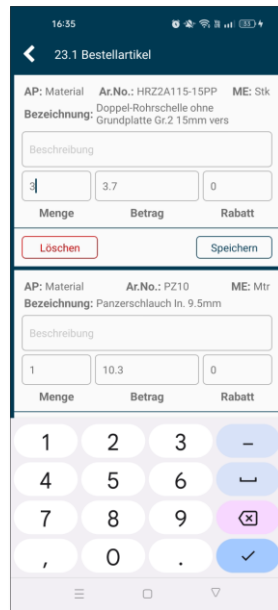 16:35
33
23.1 Bestellartikel
AP: Material Ar.No.: HRZ2A115-15PP ME: Stk
Bezeichnung: Doppel-Rohrschelle ohne
Grundplatte Gr.2 15mm vers
Beschreibung
3 3.7 0
Menge Betrag Rabatt
Löschen Speichern
AP: Material Ar.No.: PZ10 ME: Mtr
Bezeichnung: Panzerschlauch In. 9.5mm
Beschreibung
1 10.3 0
Menge Betrag Rabatt
1 2 3 –
4 5 6
7 8 9
, 0 .